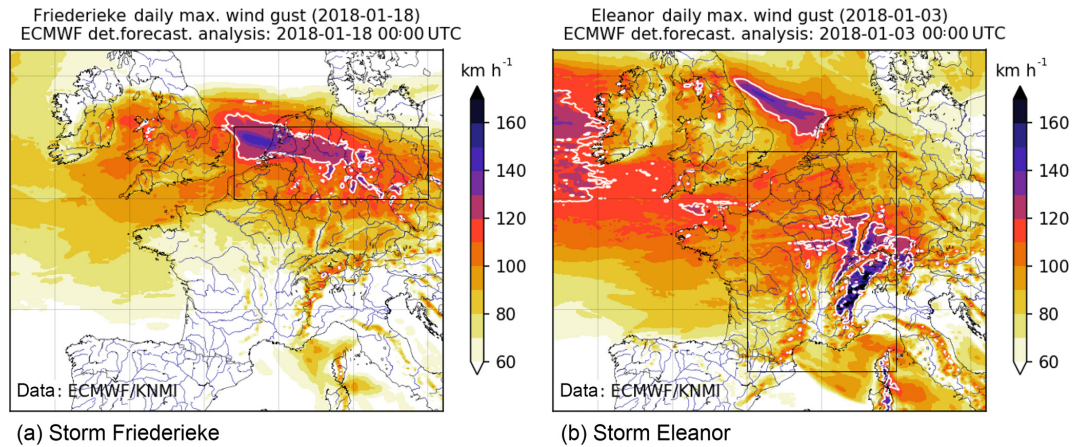 Friederieke daily max. wind gust (2018-01-18)
ECMWF det.forecast. analysis: 2018-01-18 00:00 UTC
km h⁻¹
160
140
120
100
80
60
Data: ECMWF/KNMI
(a) Storm Friederieke
Eleanor daily max. wind gust (2018-01-03)
ECMWF det.forecast. analysis: 2018-01-03 00:00 UTC
km h⁻¹
160
140
120
100
80
60
Data: ECMWF/KNMI
(b) Storm Eleanor